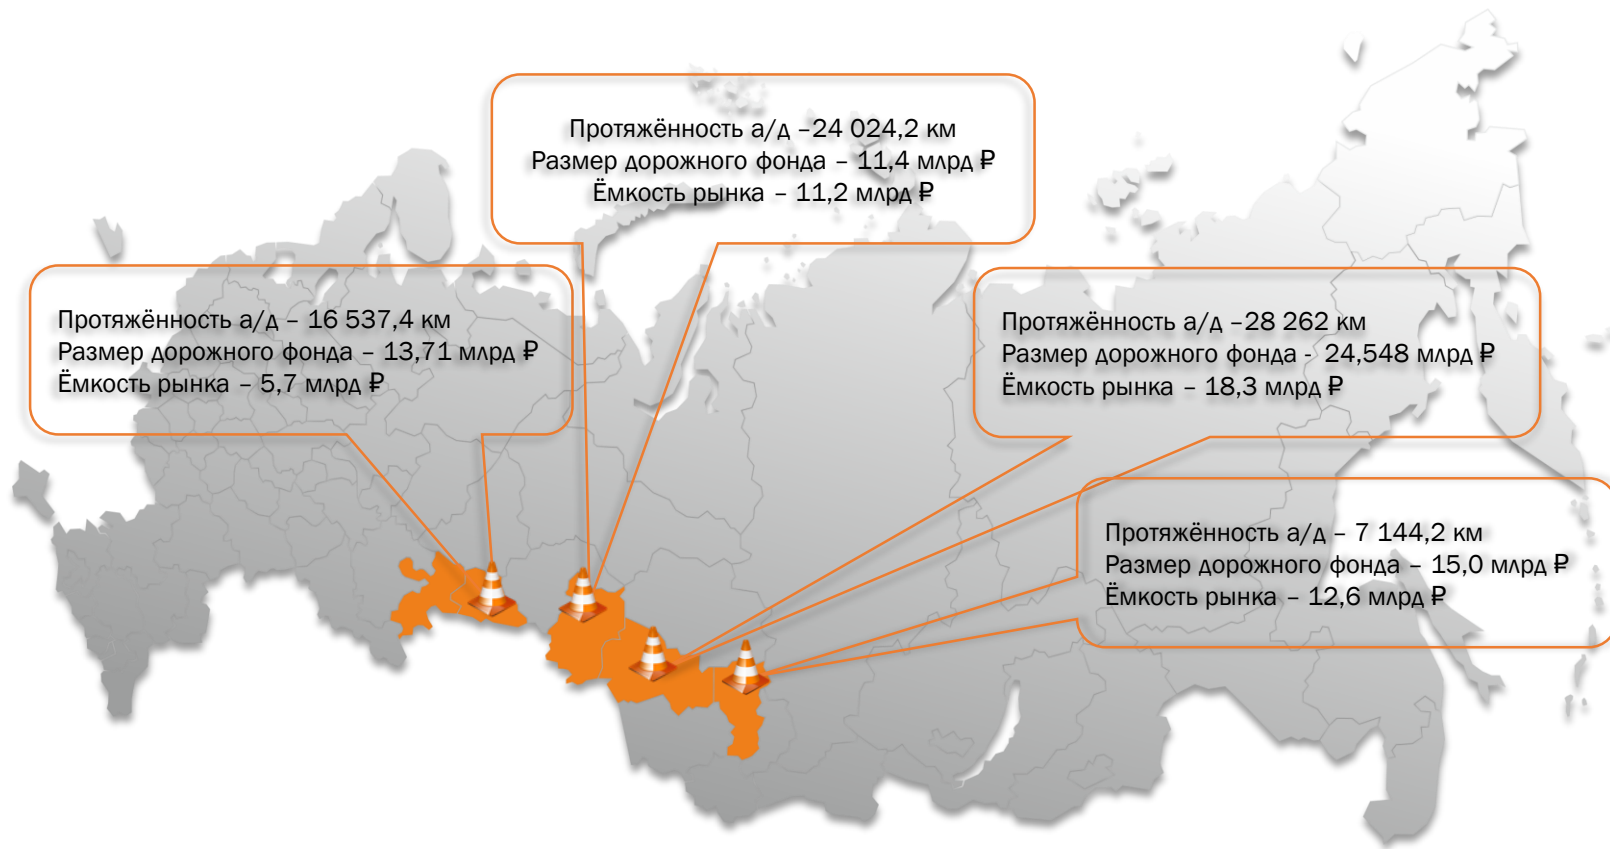 Протяжённость а/д –24 024,2 км
Размер дорожного фонда – 11,4 млрд ₽
Ёмкость рынка – 11,2 млрд ₽
Протяжённость а/д – 16 537,4 км
Размер дорожного фонда – 13,71 млрд ₽
Ёмкость рынка – 5,7 млрд ₽
Протяжённость а/д –28 262 км
Размер дорожного фонда - 24,548 млрд ₽
Ёмкость рынка – 18,3 млрд ₽
Протяжённость а/д – 7 144,2 км
Размер дорожного фонда – 15,0 млрд ₽
Ёмкость рынка – 12,6 млрд ₽